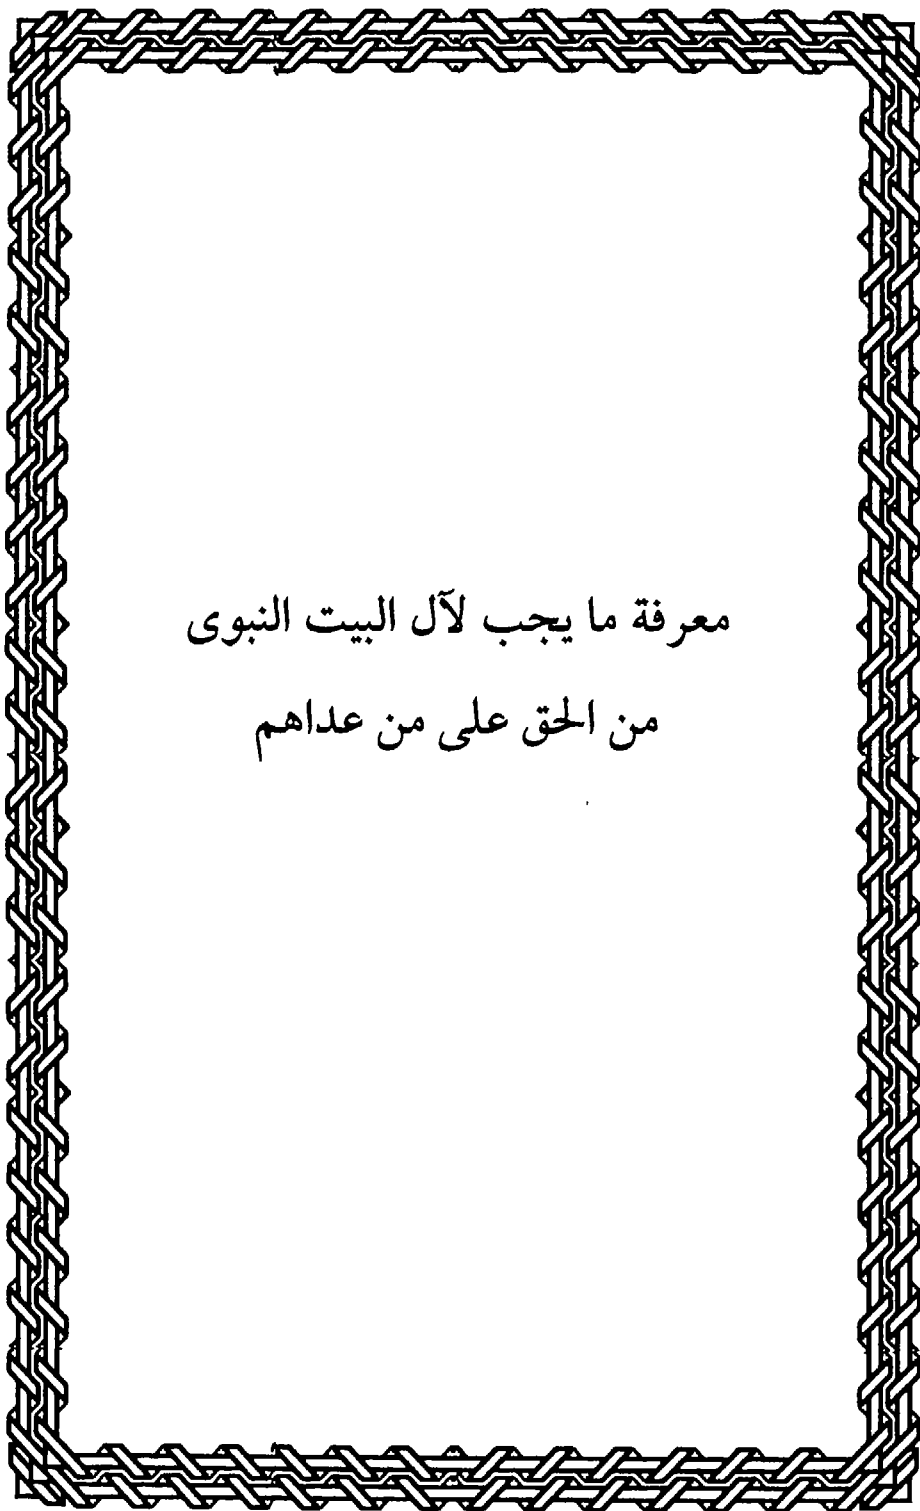 معرفة ما يجب لآل البيت النبوى
من الحق على من عداهم